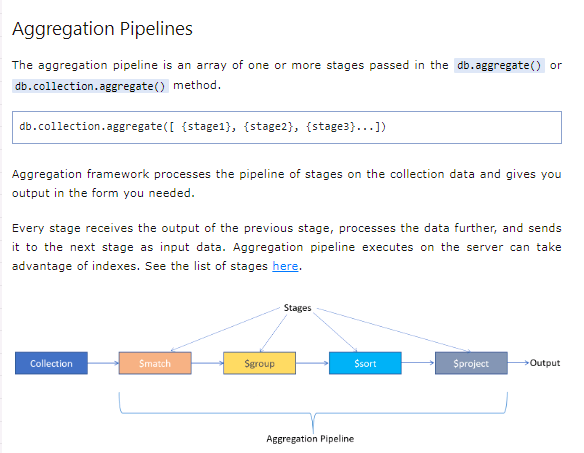 Aggregation Pipelines
The aggregation pipeline is an array of one or more stages passed in the db.aggregate() or
db.collection.aggregate() method.
db.collection.aggregate([ {stage1}, {stage2}, {stage3}...])
Aggregation framework processes the pipeline of stages on the collection data and gives you
output in the form you needed.
Every stage receives the output of the previous stage, processes the data further, and sends
it to the next stage as input data. Aggregation pipeline executes on the server can take
advantage of indexes. See the list of stages here.
Stages
Collection $match $group $sort $project Output
Aggregation Pipeline